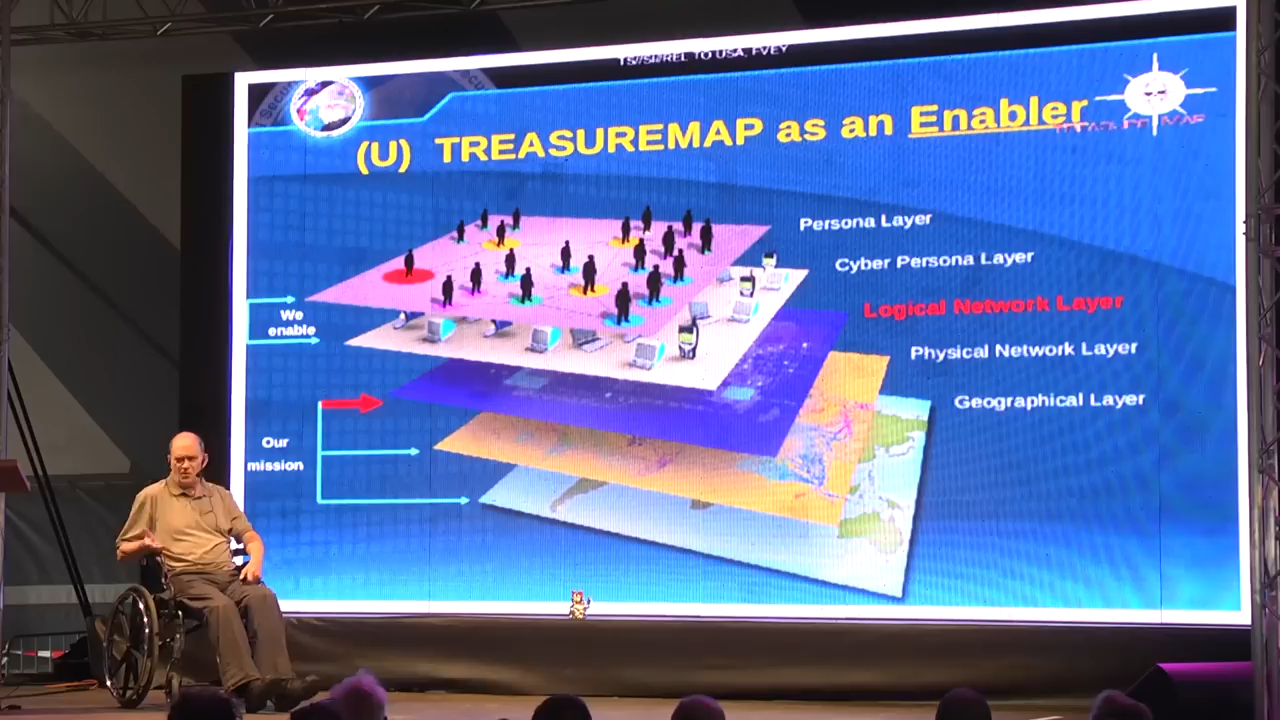 TS//SI//REL TO USA, FVEY
(U) TREASUREMAP as an Enabler
Persona Layer
Cyber Persona Layer
Logical Network Layer
Physical Network Layer
Geographical Layer
We
enable
Our
mission